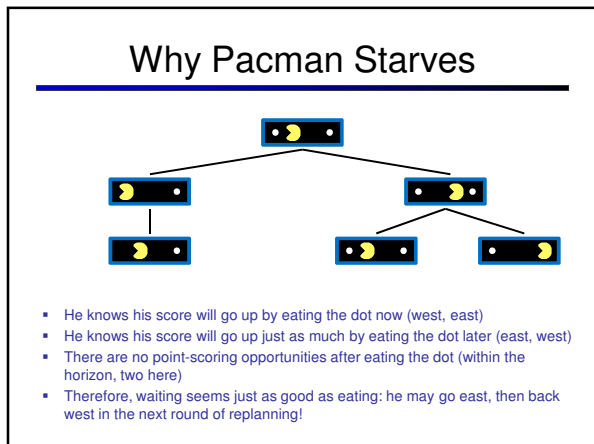 Why Pacman Starves
▪ He knows his score will go up by eating the dot now (west, east)
▪ He knows his score will go up just as much by eating the dot later (east, west)
▪ There are no point-scoring opportunities after eating the dot (within the
horizon, two here)
▪ Therefore, waiting seems just as good as eating: he may go east, then back
west in the next round of replanning!